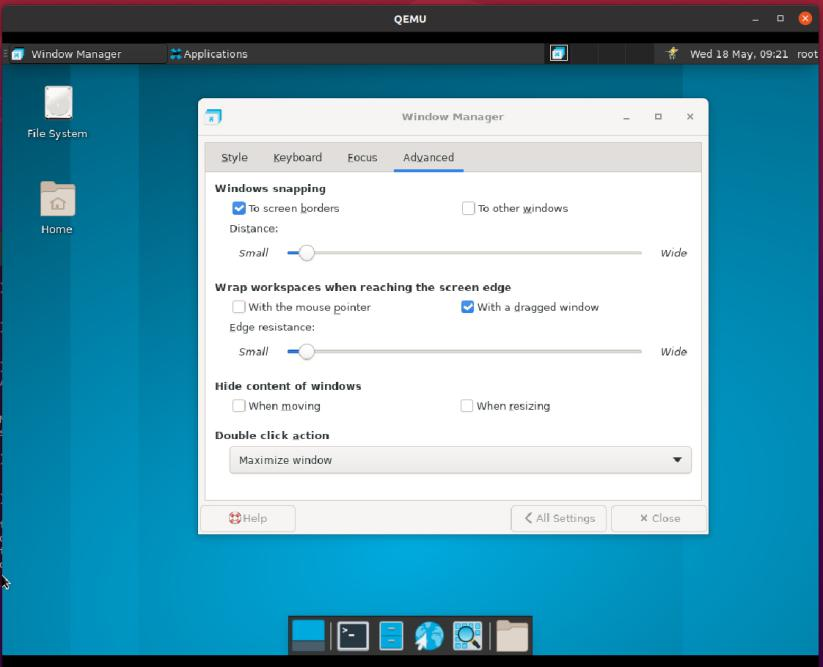 QEMU
Window Manager Applications Wed 18 May, 09:21 root
File System
Home
Window Manager
Style Keyboard Focus Advanced
Windows snapping
To screen borders To other windows
Distance:
Small Wide
Wrap workspaces when reaching the screen edge
With the mouse pointer With a dragged window
Edge resistance:
Small Wide
Hide content of windows
When moving When resizing
Double click action
Maximize window
Help All Settings Close